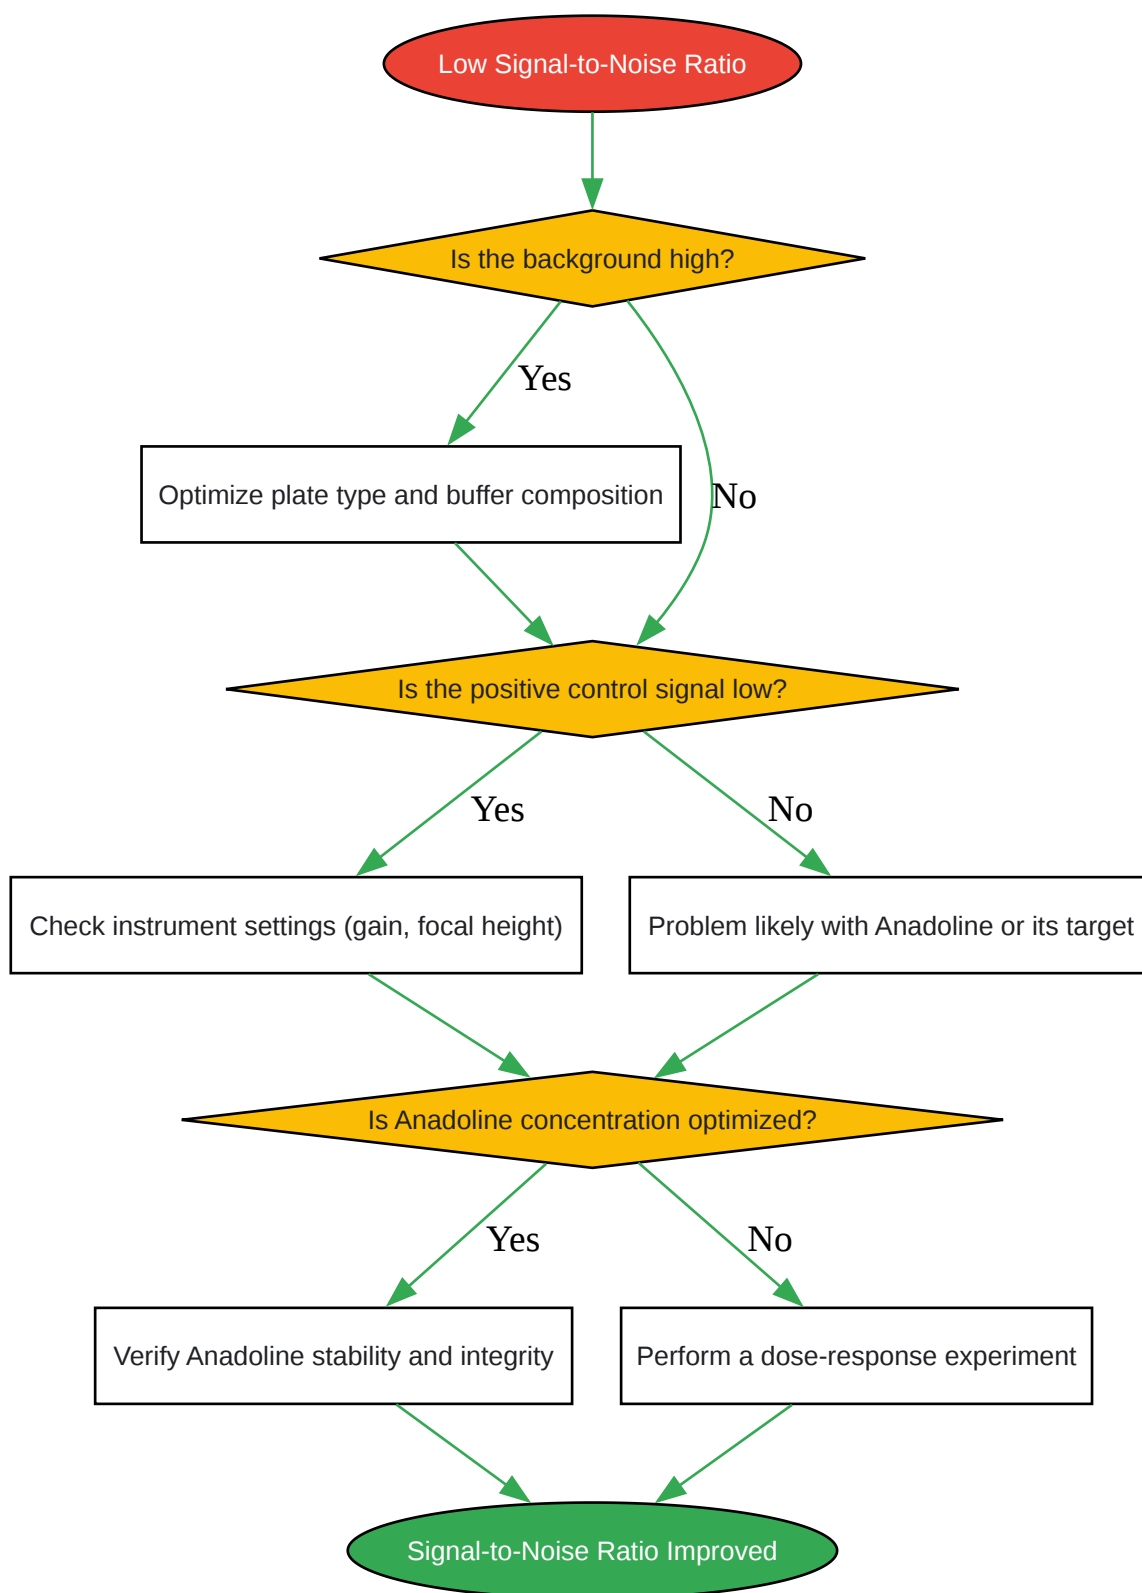 Low Signal-to-Noise Ratio
Is the background high?
Yes
Optimize plate type and buffer composition
No
Is the positive control signal low?
Yes
No
Check instrument settings (gain, focal height)
Problem likely with Anadoline or its target
Is Anadoline concentration optimized?
Yes
No
Verify Anadoline stability and integrity
Perform a dose-response experiment
Signal-to-Noise Ratio Improved